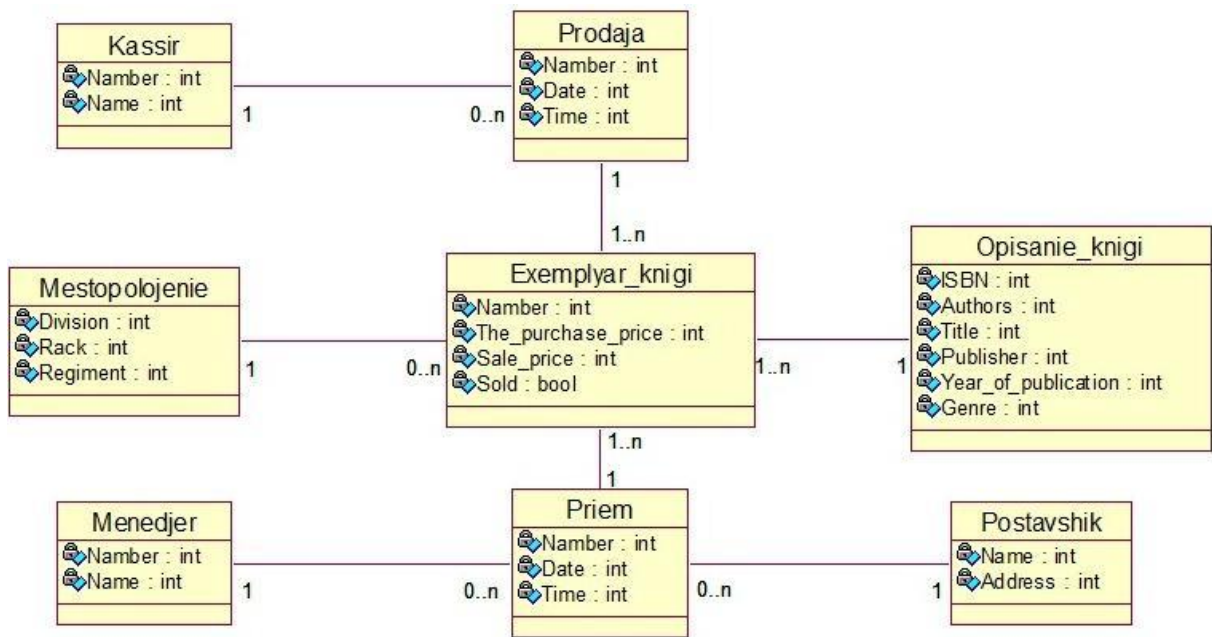 Kassir
Namber : int
Name : int
1
0..n
Prodaja
Namber : int
Date : int
Time : int
1
1..n
Mestopolojenie
Division : int
Rack : int
Regiment : int
1
0..n
Exemplyar_knigi
Namber : int
The_purchase_price : int
Sale_price : int
Sold : bool
1..n
1
Opisanie_knigi
ISBN : int
Authors : int
Title : int
Publisher : int
Year_of_publication : int
Genre : int
1..n
1
Menedjer
Namber : int
Name : int
1
0..n
Priem
Namber : int
Date : int
Time : int
0..n
1
Postavshik
Name : int
Address : int